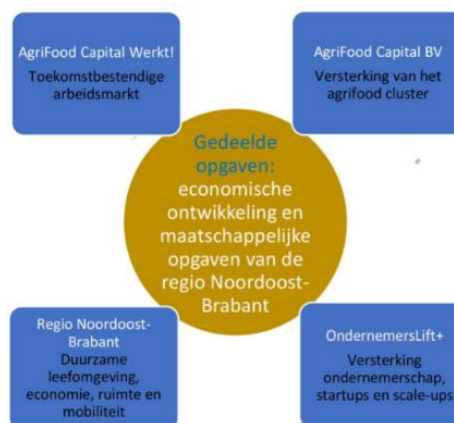 AgriFood Capital Werkt!
Toekomstbestendige
arbeidsmarkt
AgriFood Capital BV
Versterking van het
agrifood cluster
Gedeelde
opgaven:
economische
ontwikkeling en
maatschappelijke
opgaven van de
regio Noordoost-
Brabant
Regio Noordoost-
Brabant
Duurzame
leefomgeving,
economie, ruimte en
mobiliteit
OndernemersLift+
Versterking
ondernemerschap,
startups en scale-ups